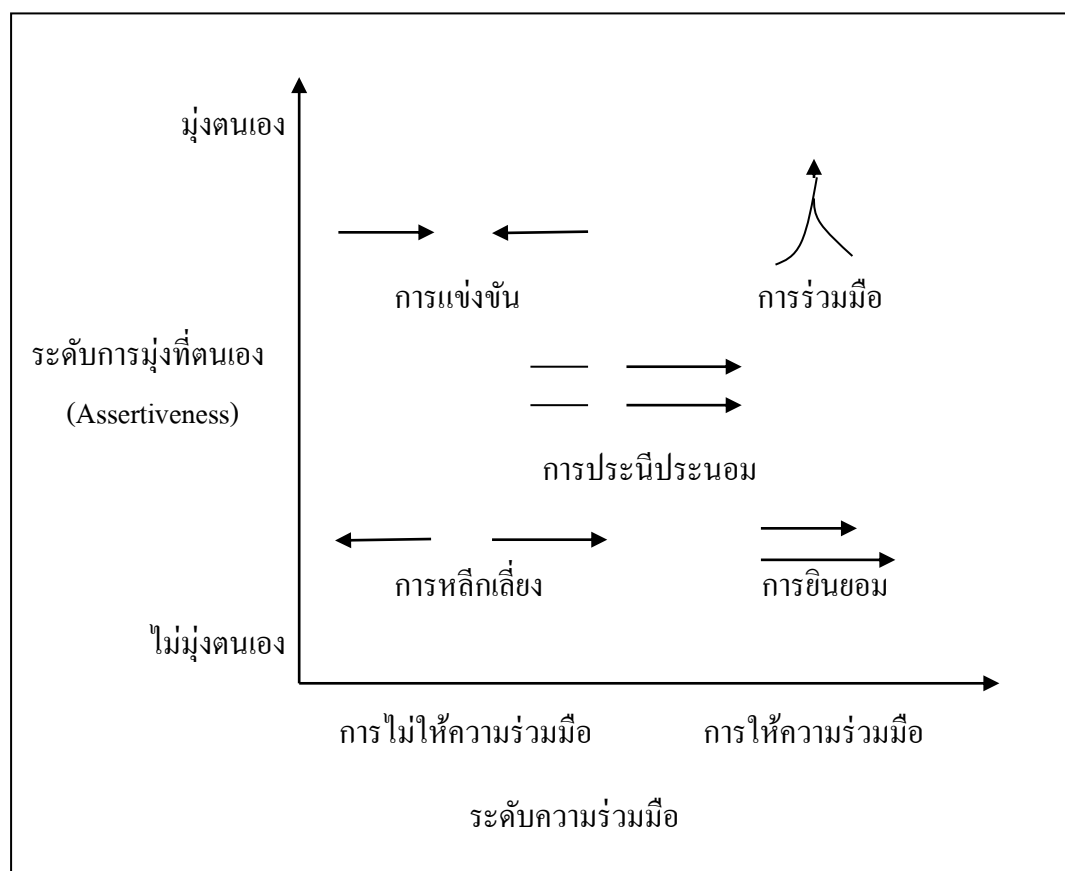 มุ่งตนเอง
การแข่งขัน
การร่วมมือ
ระดับการมุ่งที่ตนเอง
(Assertiveness)
การประนีประนอม
การหลีกเลี่ยง
การยินยอม
ไม่มุ่งตนเอง
การไม่ให้ความร่วมมือ
การให้ความร่วมมือ
ระดับความร่วมมือ